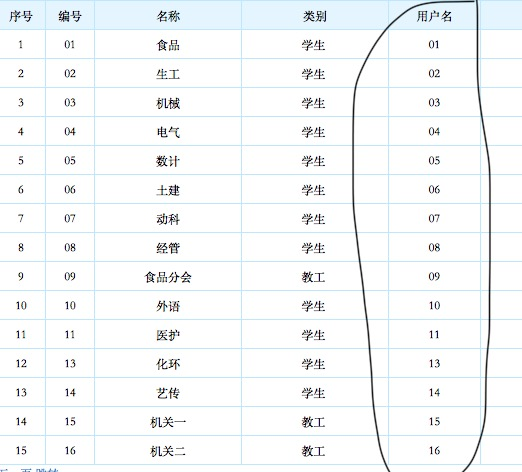 序号 编号 名称 类别 用户名
1 01 食品 学生 01
2 02 生工 学生 02
3 03 机械 学生 03
4 04 电气 学生 04
5 05 数计 学生 05
6 06 土建 学生 06
7 07 动科 学生 07
8 08 经管 学生 08
9 09 食品分会 教工 09
10 10 外语 学生 10
11 11 医护 学生 11
12 13 化环 学生 13
13 14 艺传 学生 14
14 15 机关一 教工 15
15 16 机关二 教工 16